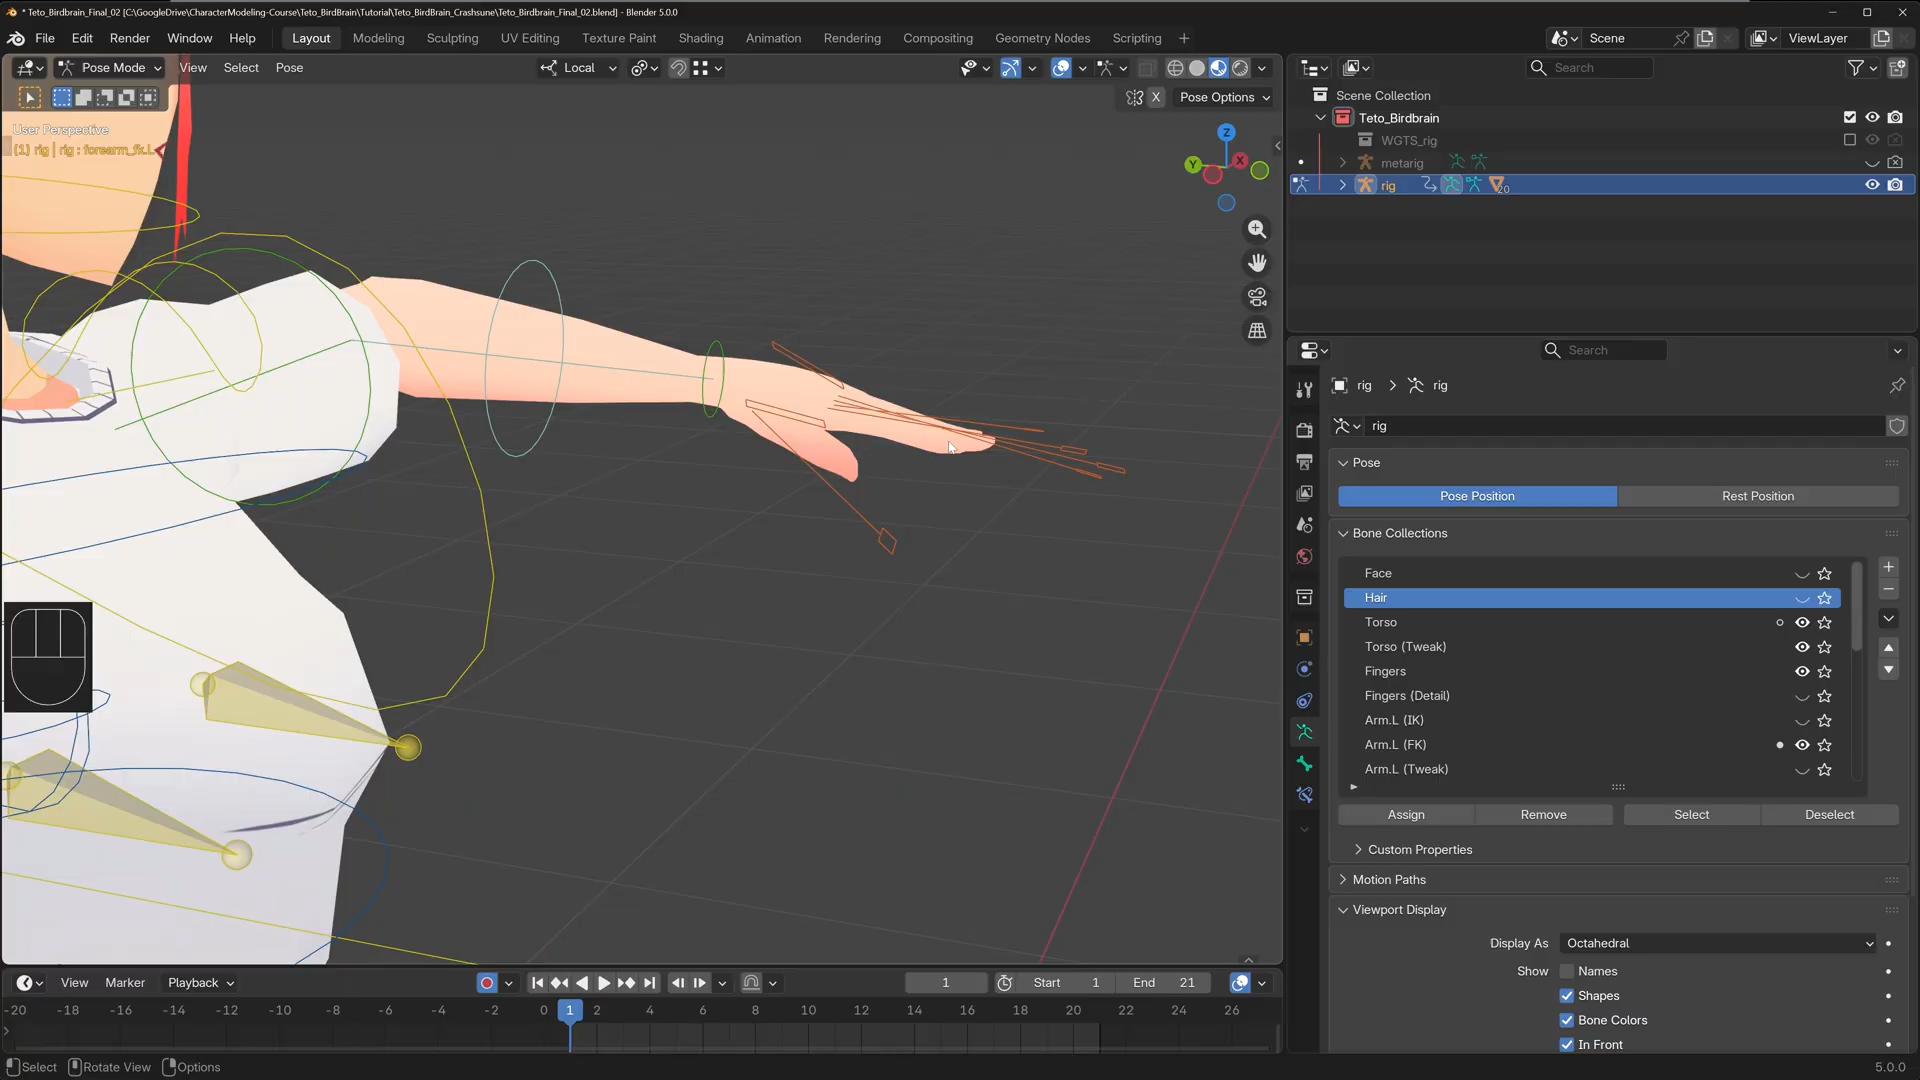 * Teto_Birdbrain_Final_02 [C:\GoogleDrive\CharacterModeling-Course\Teto_BirdBrain\Tutorial\Teto_BirdBrain_Crashsune\Teto_Birdbrain_Final_02.blend] - Blender 5.0.0
File Edit Render Window Help Layout Modeling Sculpting UV Editing Texture Paint Shading Animation Rendering Compositing Geometry Nodes Scripting Scene ViewLayer
Pose Mode View Select Pose Local Search
X Pose Options
User Perspective
(1) rig | rig : forearm_fk.L
Z
Y X
Scene Collection
Teto_Birdbrain
WGTS_rig
metarig
rig 20
Search
rig > rig
rig
Pose
Pose Position Rest Position
Bone Collections
Face
Hair
Torso
Torso (Tweak)
Fingers
Fingers (Detail)
Arm.L (IK)
Arm.L (FK)
Arm.L (Tweak)
Assign Remove Select Deselect
Custom Properties
Motion Paths
Viewport Display
Display As Octahedral
Show Names
Shapes
Bone Colors
In Front
View Marker Playback 1 Start 1 End 21
-20 -18 -16 -14 -12 -10 -8 -6 -4 -2 0 1 2 4 6 8 10 12 14 16 18 20 22 24 26
Select Rotate View Options 5.0.0